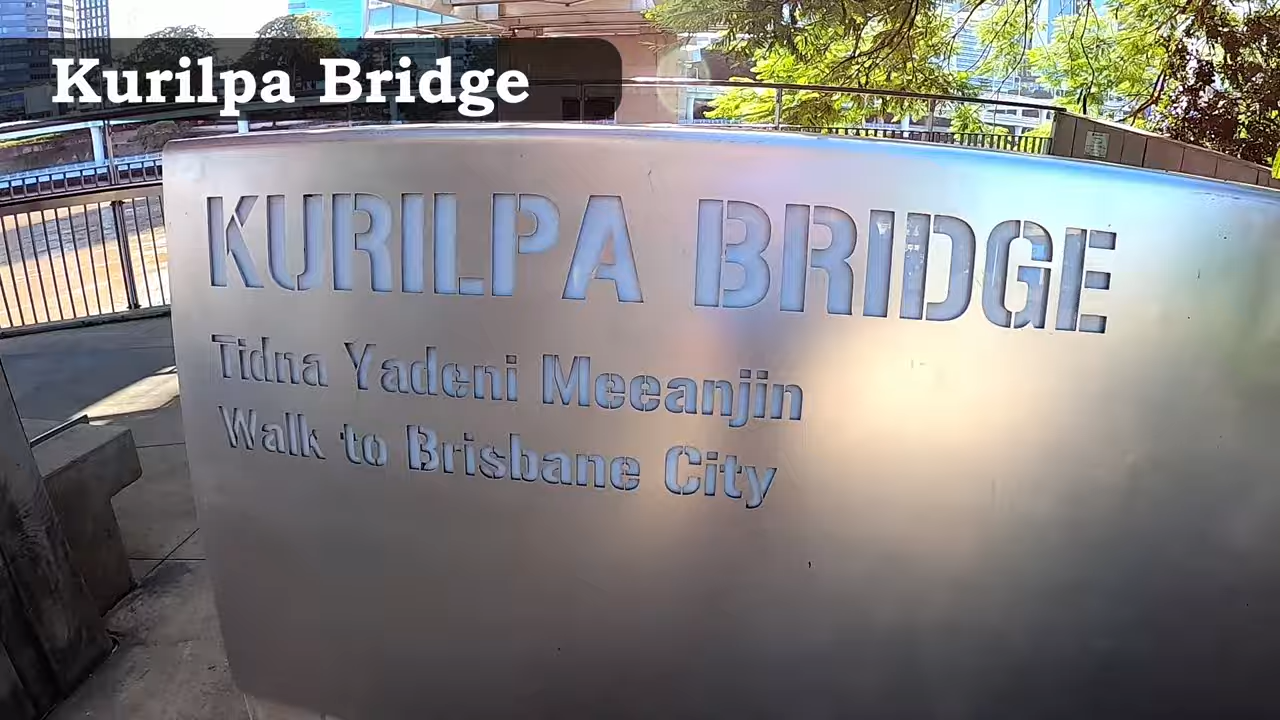 Kurilpa Bridge
KURILPA BRIDGE
Tidna Yadeni Meeanjin
Walk to Brisbane City